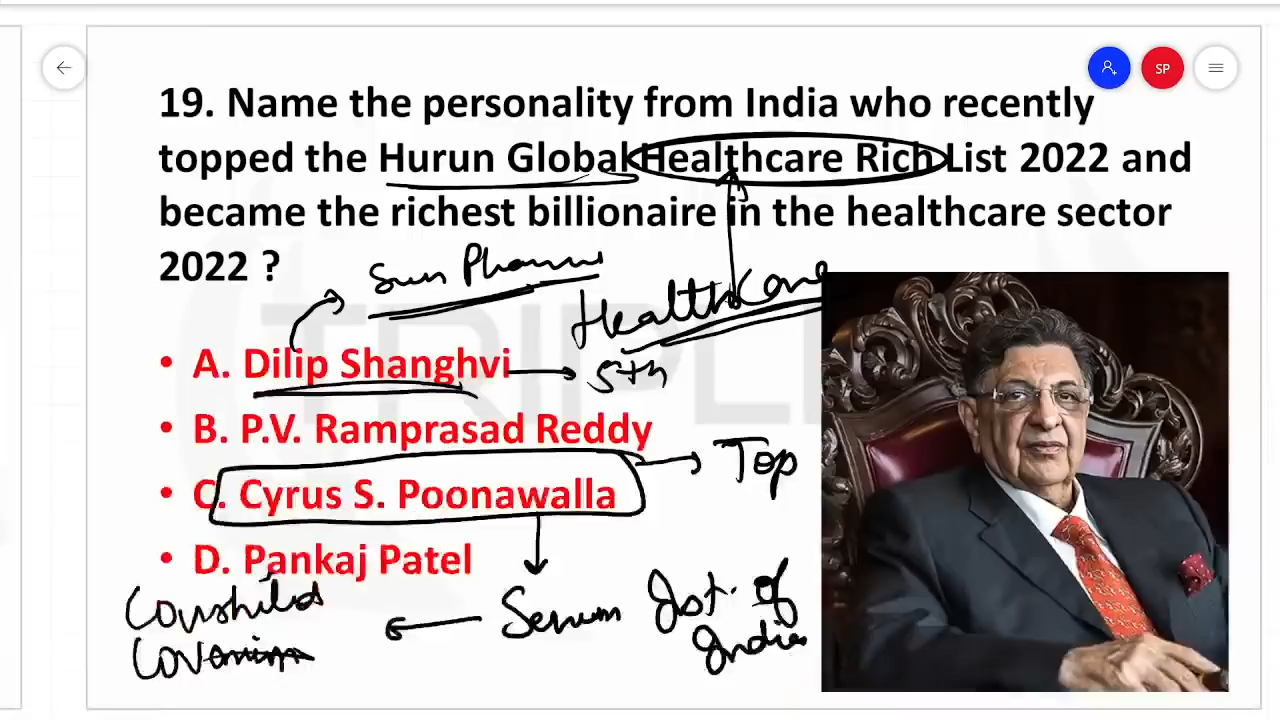 SP
19. Name the personality from India who recently
topped the Hurun Global Healthcare Rich List 2022 and
became the richest billionaire in the healthcare sector
2022 ?
Sun Pharma
HealthCare
• A. Dilip Shanghvi
5th
• B. P.V. Ramprasad Reddy
Top
• C. Cyrus S. Poonawalla
• D. Pankaj Patel
Covshield
Serum Inst. of
India